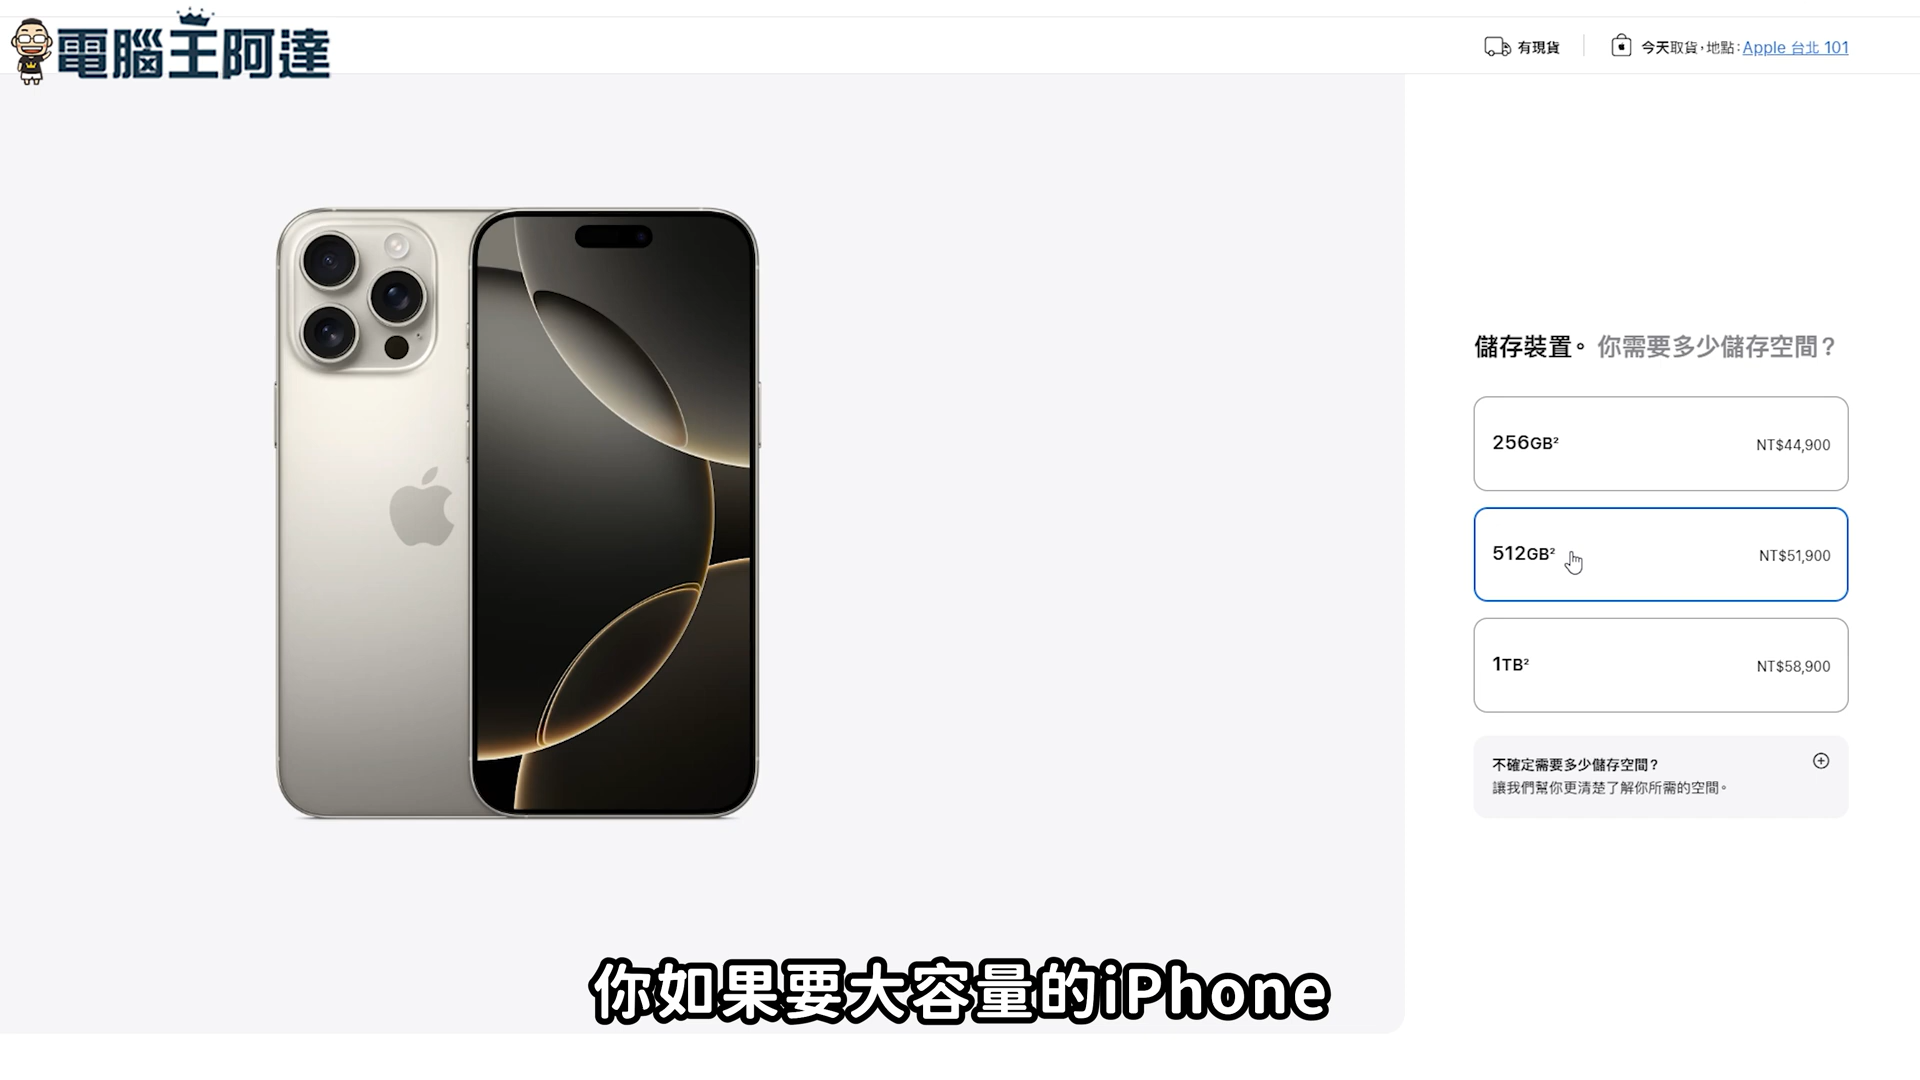 電腦王阿達
有現貨
今天取貨，地點：Apple 台北 101
儲存裝置。你需要多少儲存空間？
256GB²
NT$44,900
512GB²
NT$51,900
1TB²
NT$58,900
不確定需要多少儲存空間？
讓我們幫你更清楚了解你所需的空間。
你如果要大容量的iPhone